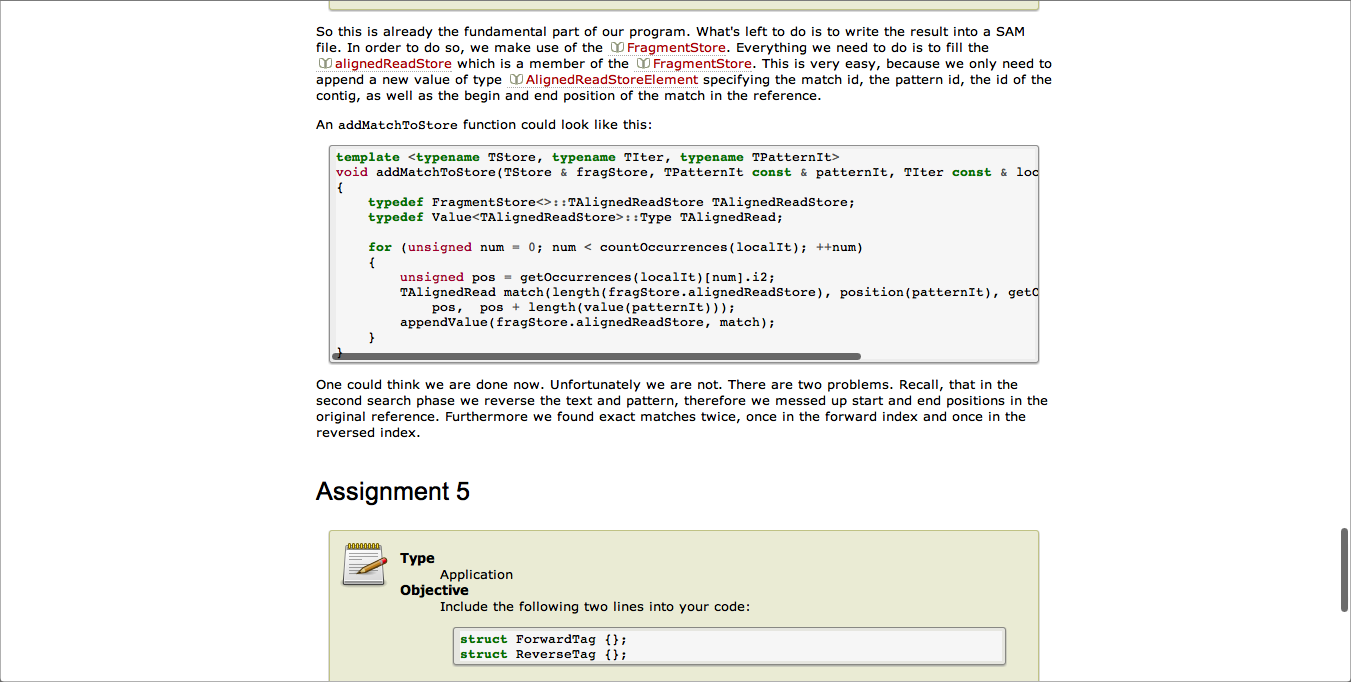 So this is already the fundamental part of our program. What's left to do is to write the result into a SAM
file. In order to do so, we make use of the FragmentStore. Everything we need to do is to fill the
alignedReadStore which is a member of the FragmentStore. This is very easy, because we only need to
append a new value of type AlignedReadStoreElement specifying the match id, the pattern id, the id of the
contig, as well as the begin and end position of the match in the reference.
An addMatchToStore function could look like this:
template <typename TStore, typename TIter, typename TPatternIt>
void addMatchToStore(TStore & fragStore, TPatternIt const & patternIt, TIter const & loc
{
    typedef FragmentStore<>::TAlignedReadStore TAlignedReadStore;
    typedef Value<TAlignedReadStore>::Type TAlignedRead;
    for (unsigned num = 0; num < countOccurrences(localIt); ++num)
    {
        unsigned pos = getOccurrences(localIt)[num].i2;
        TAlignedRead match(length(fragStore.alignedReadStore), position(patternIt), getO
            pos,  pos + length(value(patternIt)));
        appendValue(fragStore.alignedReadStore, match);
    }
}
One could think we are done now. Unfortunately we are not. There are two problems. Recall, that in the
second search phase we reverse the text and pattern, therefore we messed up start and end positions in the
original reference. Furthermore we found exact matches twice, once in the forward index and once in the
reversed index.
Assignment 5
Type
Application
Objective
Include the following two lines into your code:
struct ForwardTag {};
struct ReverseTag {};